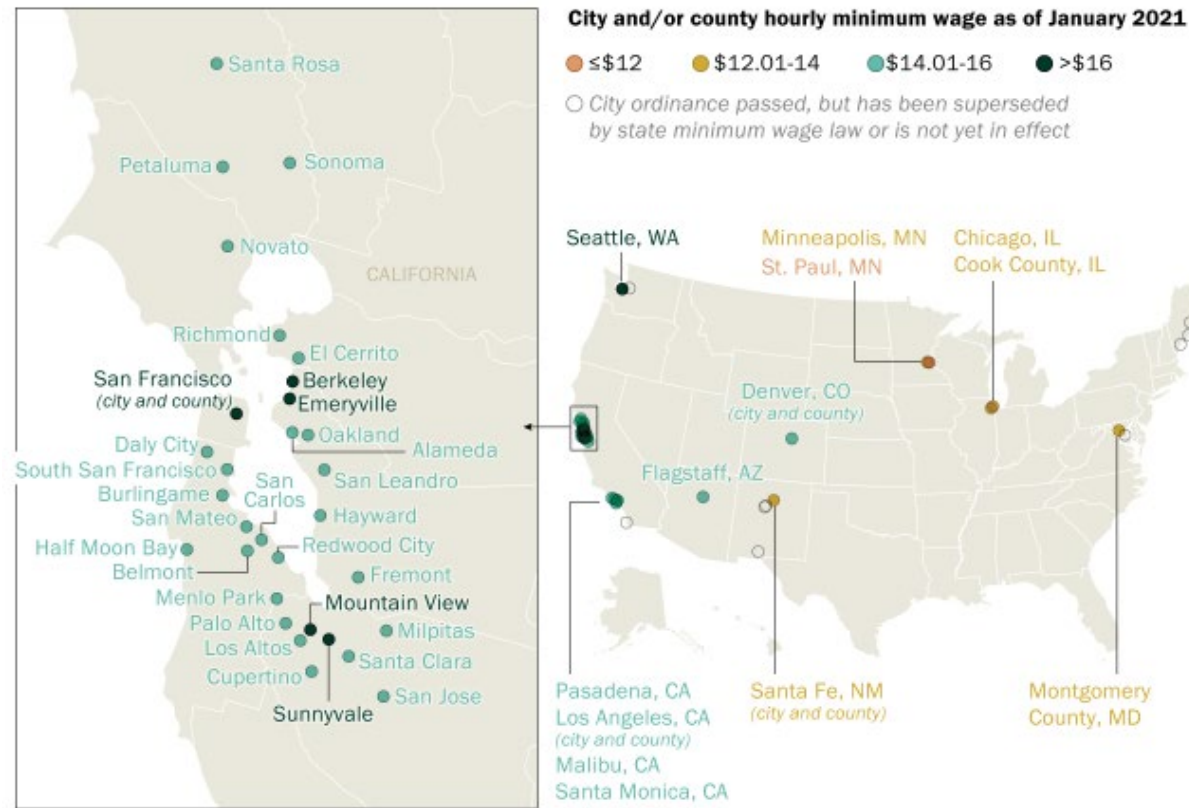 City and/or county hourly minimum wage as of January 2021
≤$12
$12.01-14
$14.01-16
>$16
City ordinance passed, but has been superseded
by state minimum wage law or is not yet in effect
Santa Rosa
Petaluma
Sonoma
Novato
CALIFORNIA
Richmond
El Cerrito
San Francisco
(city and county)
Berkeley
Emeryville
Daly City
Oakland
Alameda
South San Francisco
San
Carlos
San Leandro
Burlingame
San Mateo
Hayward
Half Moon Bay
Redwood City
Belmont
Fremont
Menlo Park
Mountain View
Palo Alto
Milpitas
Los Altos
Santa Clara
Cupertino
San Jose
Sunnyvale
Seattle, WA
Minneapolis, MN
St. Paul, MN
Chicago, IL
Cook County, IL
Denver, CO
(city and county)
Flagstaff, AZ
Pasadena, CA
Los Angeles, CA
(city and county)
Malibu, CA
Santa Monica, CA
Santa Fe, NM
(city and county)
Montgomery
County, MD